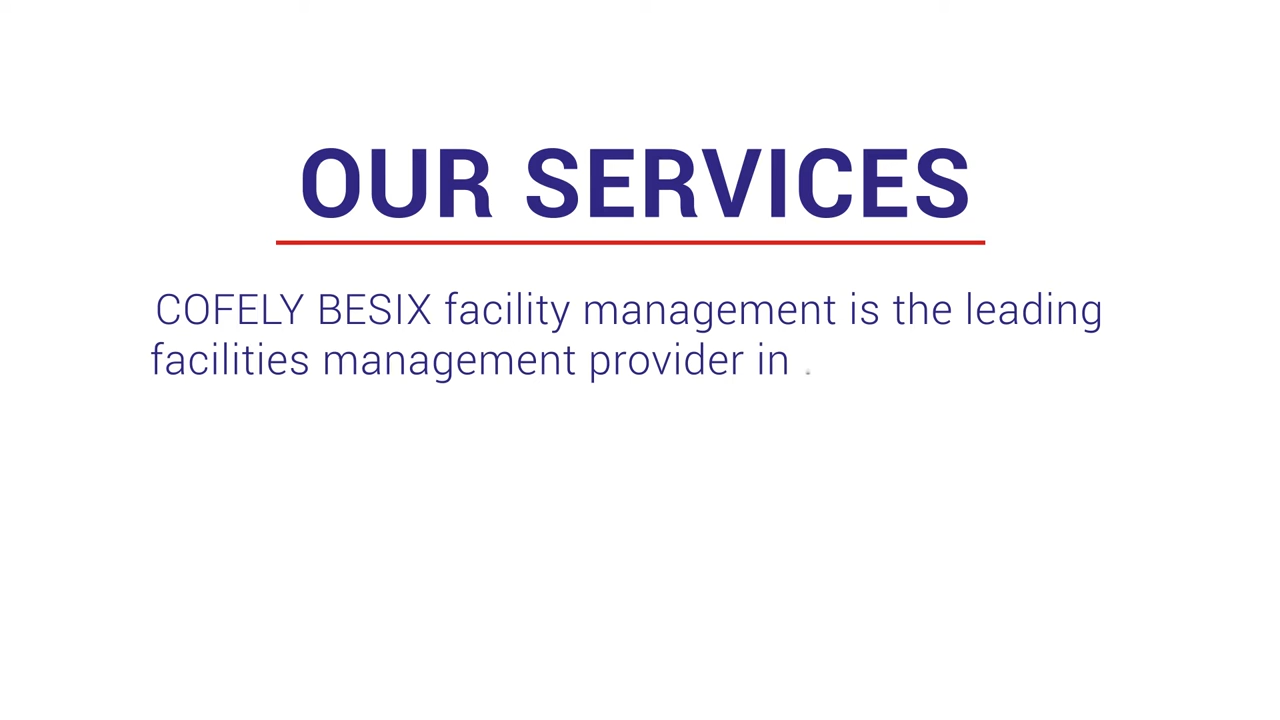 OUR SERVICES
COFELY BESIX facility management is the leading
facilities management provider in .